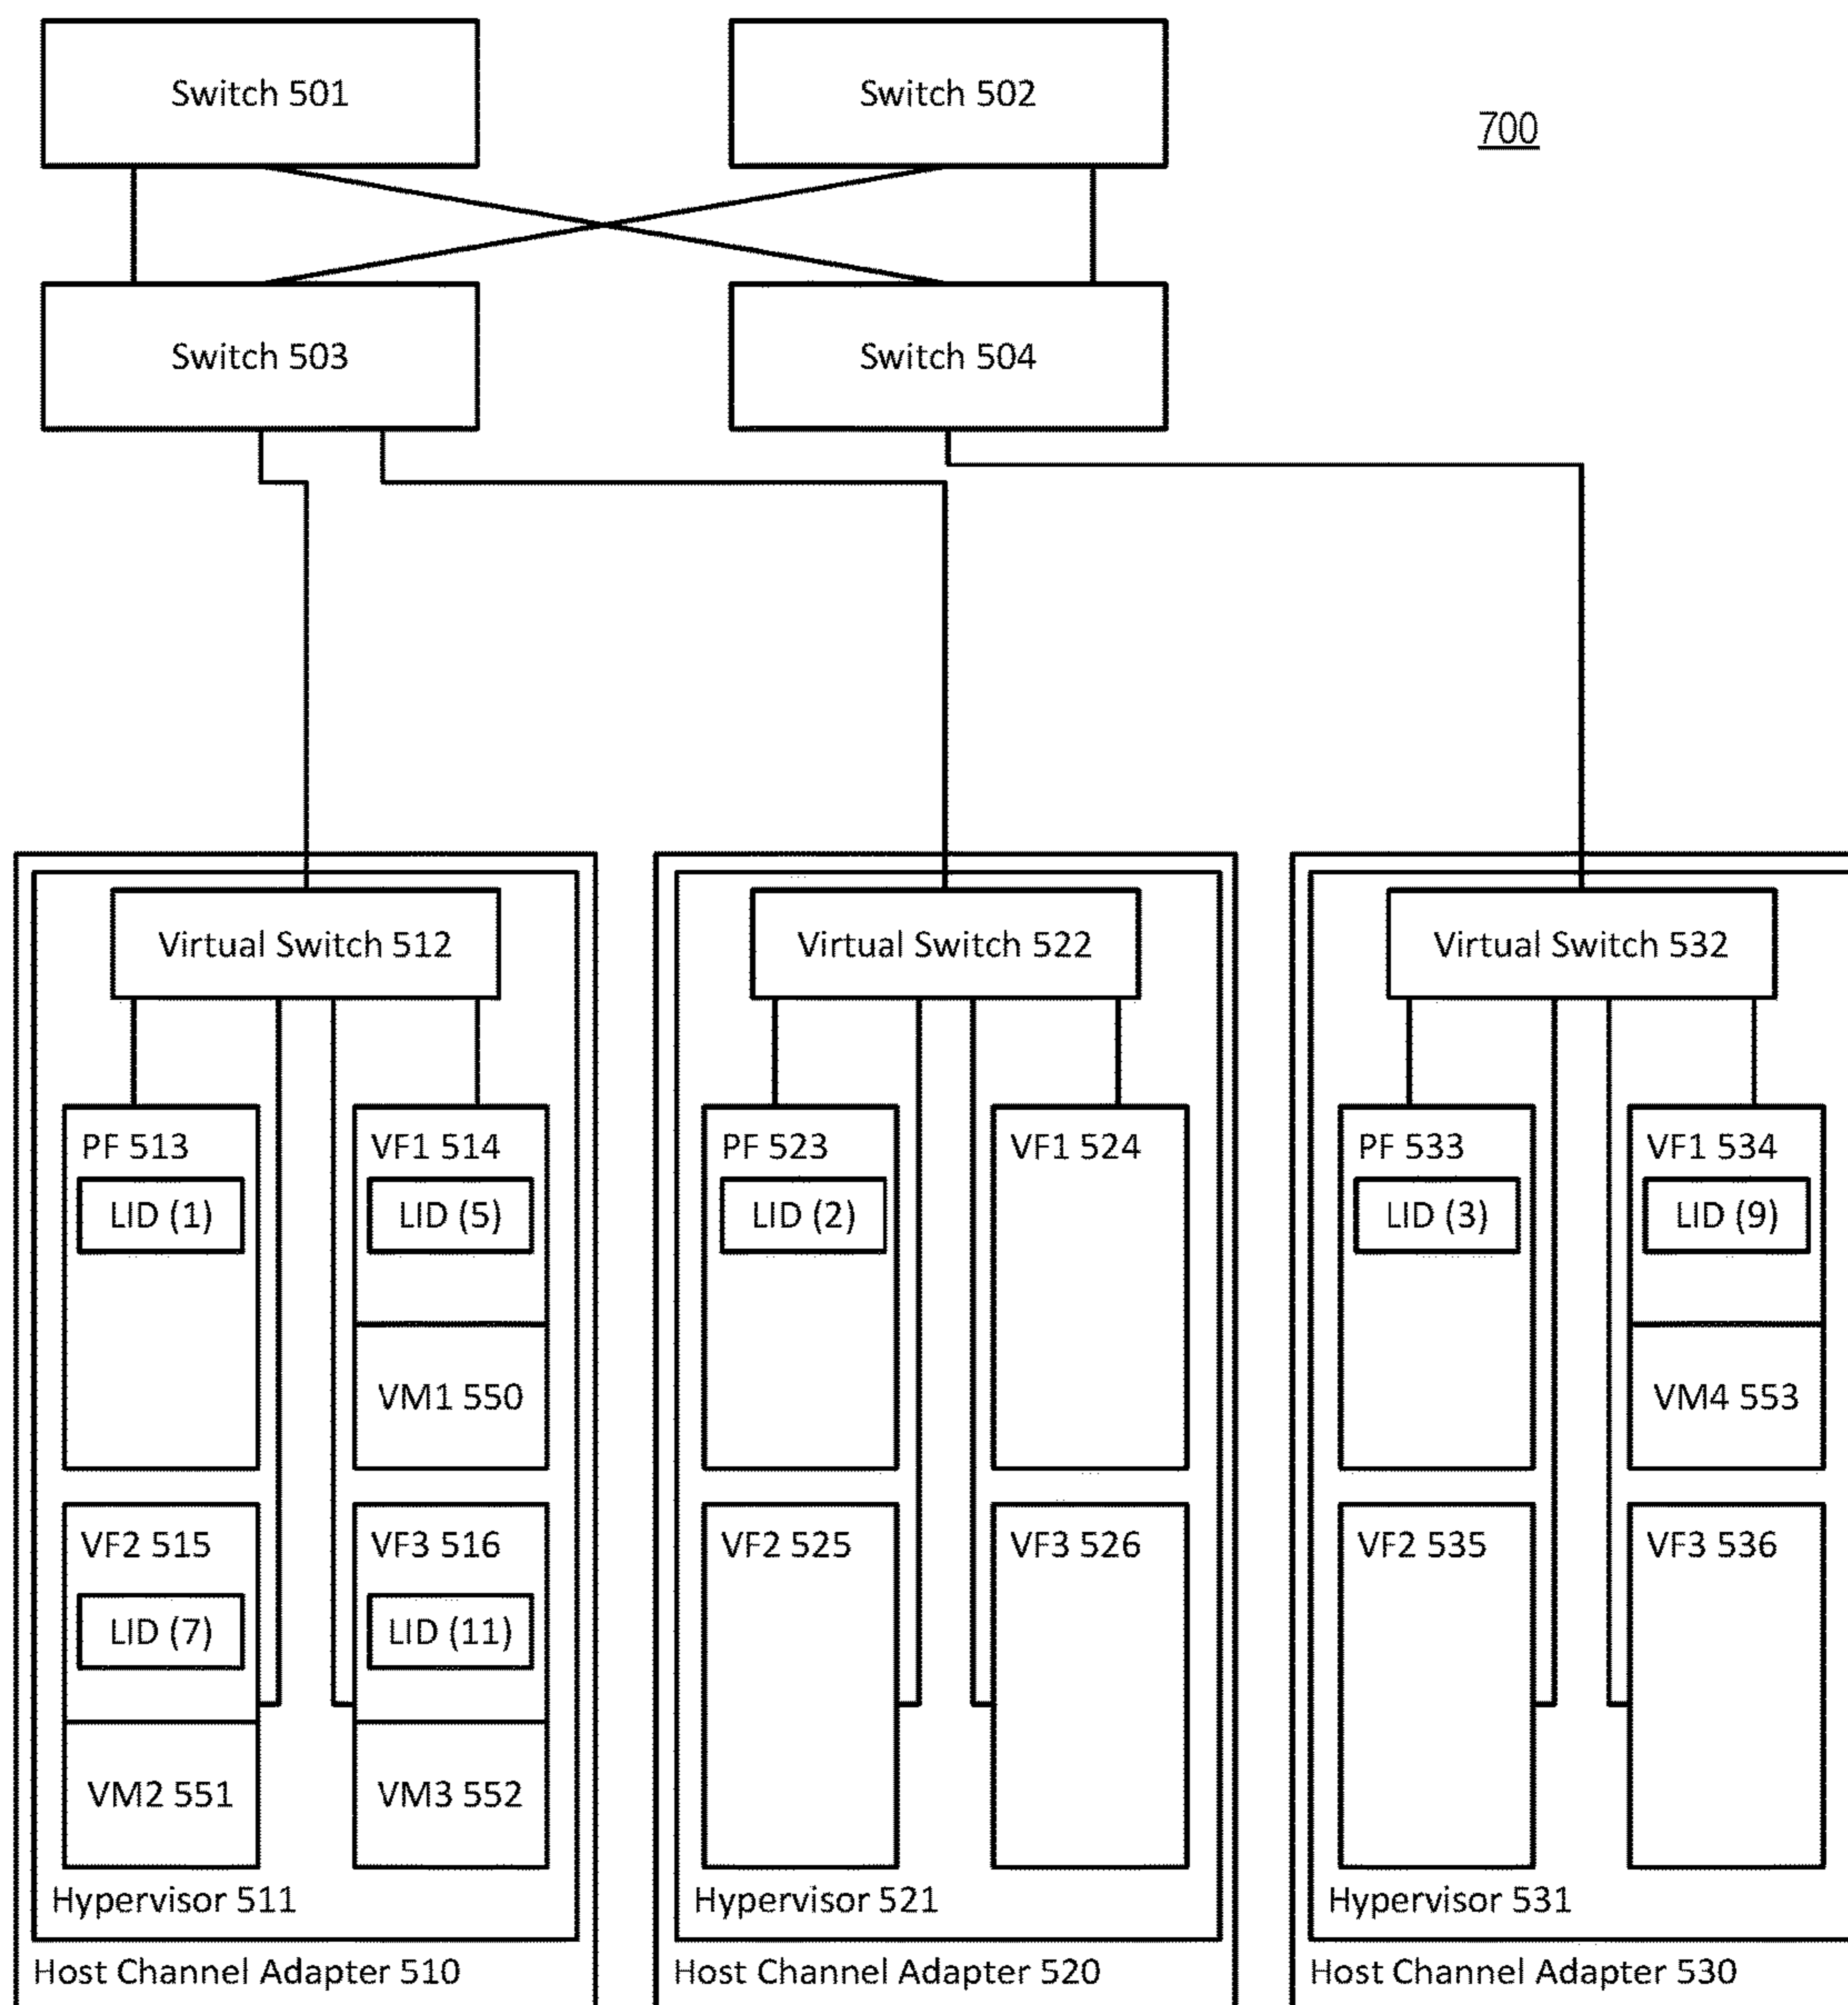 Switch 501
Switch 502
700
Switch 503
Switch 504
Virtual Switch 512
Virtual Switch 522
Virtual Switch 532
PF 513
LID (1)
VF1 514
LID (5)
VM1 550
VF2 515
LID (7)
VM2 551
VF3 516
LID (11)
VM3 552
Hypervisor 511
Host Channel Adapter 510
PF 523
LID (2)
VF1 524
VF2 525
VF3 526
Hypervisor 521
Host Channel Adapter 520
PF 533
LID (3)
VF1 534
LID (9)
VM4 553
VF2 535
VF3 536
Hypervisor 531
Host Channel Adapter 530